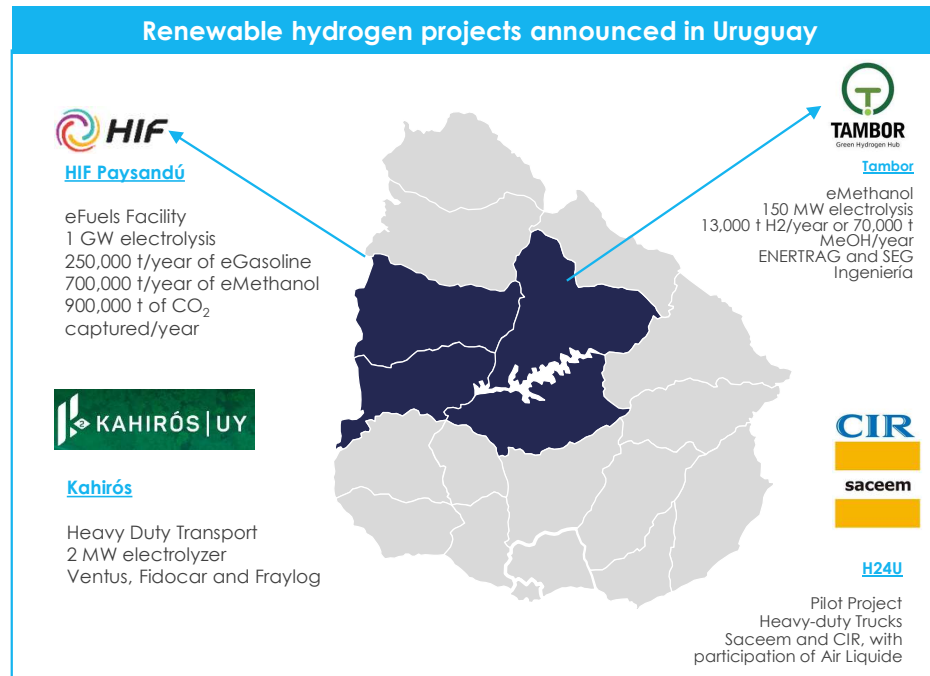 Renewable hydrogen projects announced in Uruguay
HIF
HIF Paysandú
eFuels Facility
1 GW electrolysis
250,000 t/year of eGasoline
700,000 t/year of eMethanol
900,000 t of CO₂
captured/year
TAMBOR
Green Hydrogen Hub
Tambor
eMethanol
150 MW electrolysis
13,000 t H2/year or 70,000 t
MeOH/year
ENERTRAG and SEG
Ingeniería
K2 KAHIRÓS|UY
Kahirós
Heavy Duty Transport
2 MW electrolyzer
Ventus, Fidocar and Fraylog
CIR
saceem
H24U
Pilot Project
Heavy-duty Trucks
Saceem and CIR, with
participation of Air Liquide